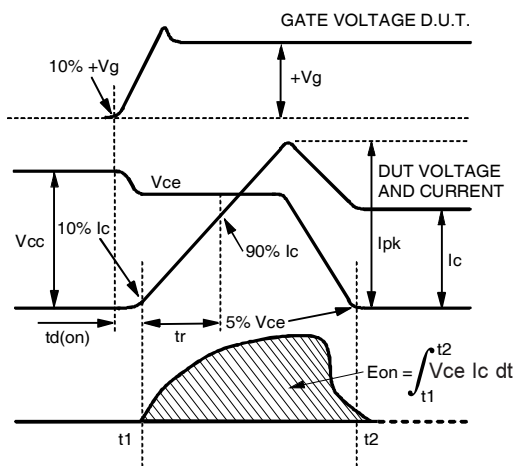 GATE VOLTAGE D.U.T.
10% +Vg
+Vg
Vce
DUT VOLTAGE
AND CURRENT
10% Ic
Vcc
90% Ic
Ipk
Ic
td(on)
tr
5% Vce
Eon = ∫ Vce Ic dt
t2
t1
t1
t2